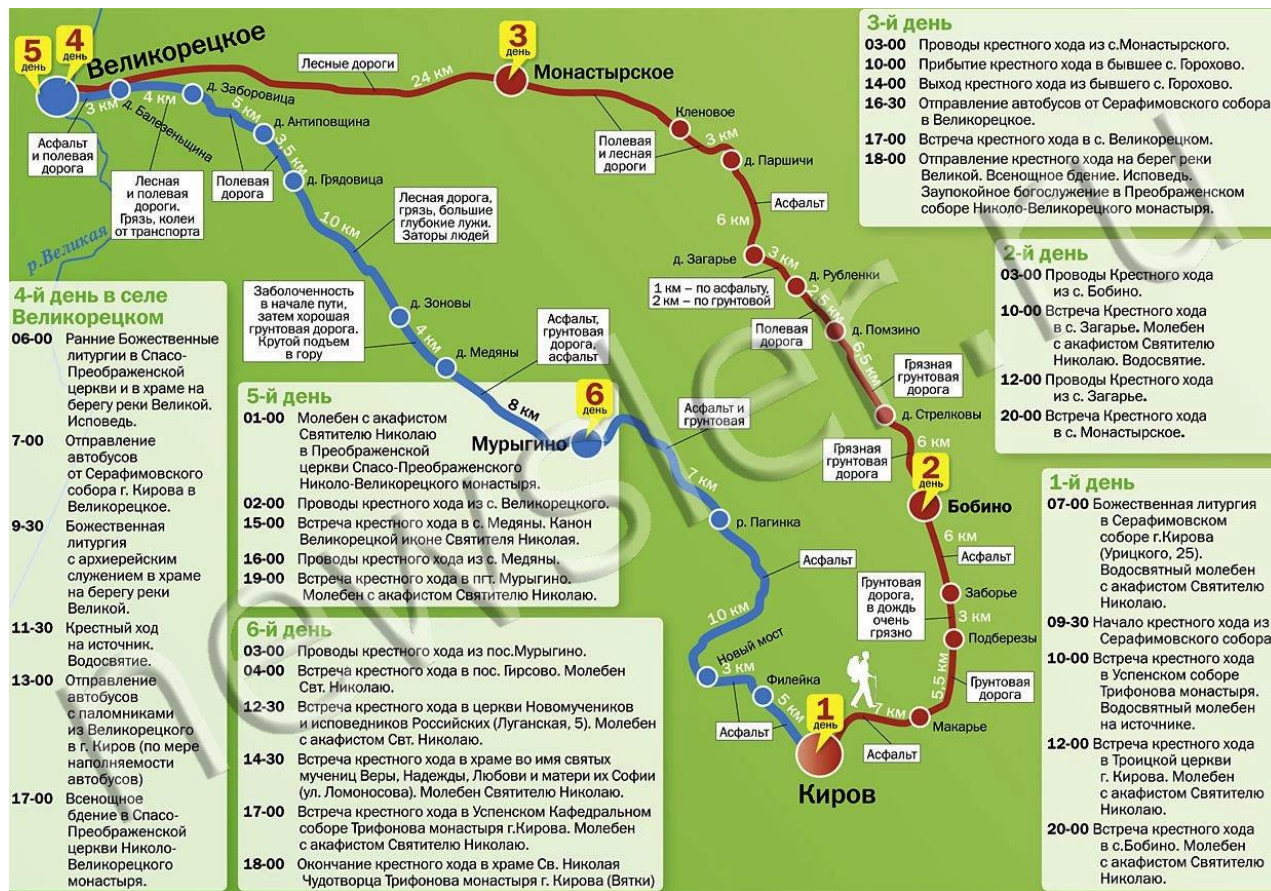 5
день
4
день
Великорецкое
3 км
д. Балезеньщина
4 км
д. Заборовица
5 км
д. Антиповщина
3,5 км
д. Грядовица
Асфальт
и полевая
дорога
Лесная
и полевая
дороги.
Грязь, колеи
от транспорта
Полевая
дорога
р.Великая
10 км
Лесная дорога,
грязь, большие
глубокие лужи.
Заторы людей
Заболоченность
в начале пути,
затем хорошая
грунтовая дорога.
Крутой подъем
в гору
д. Зоновы
4 км
д. Медяны
Асфальт,
грунтовая
дорога,
асфальт
8 км
6
день
Мурыгино
Асфальт и
грунтовая
7 км
р. Пагинка
Асфальт
10 км
Новый мост
3 км
Филейка
Асфальт
5 км
1
день
Киров
Лесные дороги
24 км
3
день
Монастырское
Кленовое
Полевая
и лесная
дороги
3 км
д. Паршичи
Асфальт
6 км
д. Загарье
3 км
1 км – по асфальту,
2 км – по грунтовой
д. Рубленки
2,5 км
Полевая
дорога
д. Помзино
6,5 км
Грязная
грунтовая
дорога
д. Стрелковы
Грязная
грунтовая
дорога
6 км
2
день
Бобино
6 км
Асфальт
Заборье
Грунтовая
дорога,
в дождь
очень
грязно
3 км
Подберезы
5,5 км
Грунтовая
дорога
Макарье
7 км
Асфальт
3-й день
03-00 Проводы крестного хода из с.Монастырского.
10-00 Прибытие крестного хода в бывшее с. Горохово.
14-00 Выход крестного хода из бывшего с. Горохово.
16-30 Отправление автобусов от Серафимовского собора
в Великорецкое.
17-00 Встреча крестного хода в с. Великорецком.
18-00 Отправление крестного хода на берег реки
Великой. Всенощное бдение. Исповедь.
Заупокойное богослужение в Преображенском
соборе Николо-Великорецкого монастыря.
2-й день
03-00 Проводы Крестного хода
из с. Бобино.
10-00 Встреча Крестного хода
в с. Загарье. Молебен
с акафистом Святителю
Николаю. Водосвятие.
12-00 Проводы Крестного хода
из с. Загарье.
20-00 Встреча Крестного хода
в с. Монастырское.
1-й день
07-00 Божественная литургия
в Серафимовском
соборе г.Кирова
(Урицкого, 25).
Водосвятный молебен
с акафистом Святителю
Николаю.
09-30 Начало крестного хода из
Серафимовского собора
10-00 Встреча крестного хода
в Успенском соборе
Трифонова монастыря.
Водосвятный молебен
на источнике.
12-00 Встреча крестного хода
в Троицкой церкви
г. Кирова. Молебен
с акафистом Святителю
Николаю.
20-00 Встреча крестного хода
в с.Бобино. Молебен
с акафистом Святителю
Николаю.
4-й день в селе
Великорецком
06-00 Ранние Божественные
литургии в Спасо-
Преображенской
церкви и в храме на
берегу реки Великой.
Исповедь.
7-00 Отправление
автобусов
от Серафимовского
собора г. Кирова в
Великорецкое.
9-30 Божественная
литургия
с архиерейским
служением в храме
на берегу реки
Великой.
11-30 Крестный ход
на источник.
Водосвятие.
13-00 Отправление
автобусов
с паломниками
из Великорецкого
в г. Киров (по мере
наполняемости
автобусов)
17-00 Всенощное
бдение в Спасо-
Преображенской
церкви Николо-
Великорецкого
монастыря.
5-й день
01-00 Молебен с акафистом
Святителю Николаю
в Преображенской
церкви Спасо-Преображенского
Николо-Великорецкого монастыря.
02-00 Проводы крестного хода из с. Великорецкого.
15-00 Встреча крестного хода в с. Медяны. Канон
Великорецкой иконе Святителя Николая.
16-00 Проводы крестного хода из с. Медяны.
19-00 Встреча крестного хода в пгт. Мурыгино.
Молебен с акафистом Святителю Николаю.
6-й день
03-00 Проводы крестного хода из пос.Мурыгино.
04-00 Встреча крестного хода в пос. Гирсово. Молебен
Свт. Николаю.
12-30 Встреча крестного хода в церкви Новомучеников
и исповедников Российских (Луганская, 5). Молебен
с акафистом Свт. Николаю.
14-30 Встреча крестного хода в храме во имя святых
мучениц Веры, Надежды, Любови и матери их Софии
(ул. Ломоносова). Молебен Святителю Николаю.
17-00 Встреча крестного хода в Успенском Кафедральном
соборе Трифонова монастыря г.Кирова. Молебен
с акафистом Святителю Николаю.
18-00 Окончание крестного хода в храме Св. Николая
Чудотворца Трифонова монастыря г. Кирова (Вятки)
newsler.ru